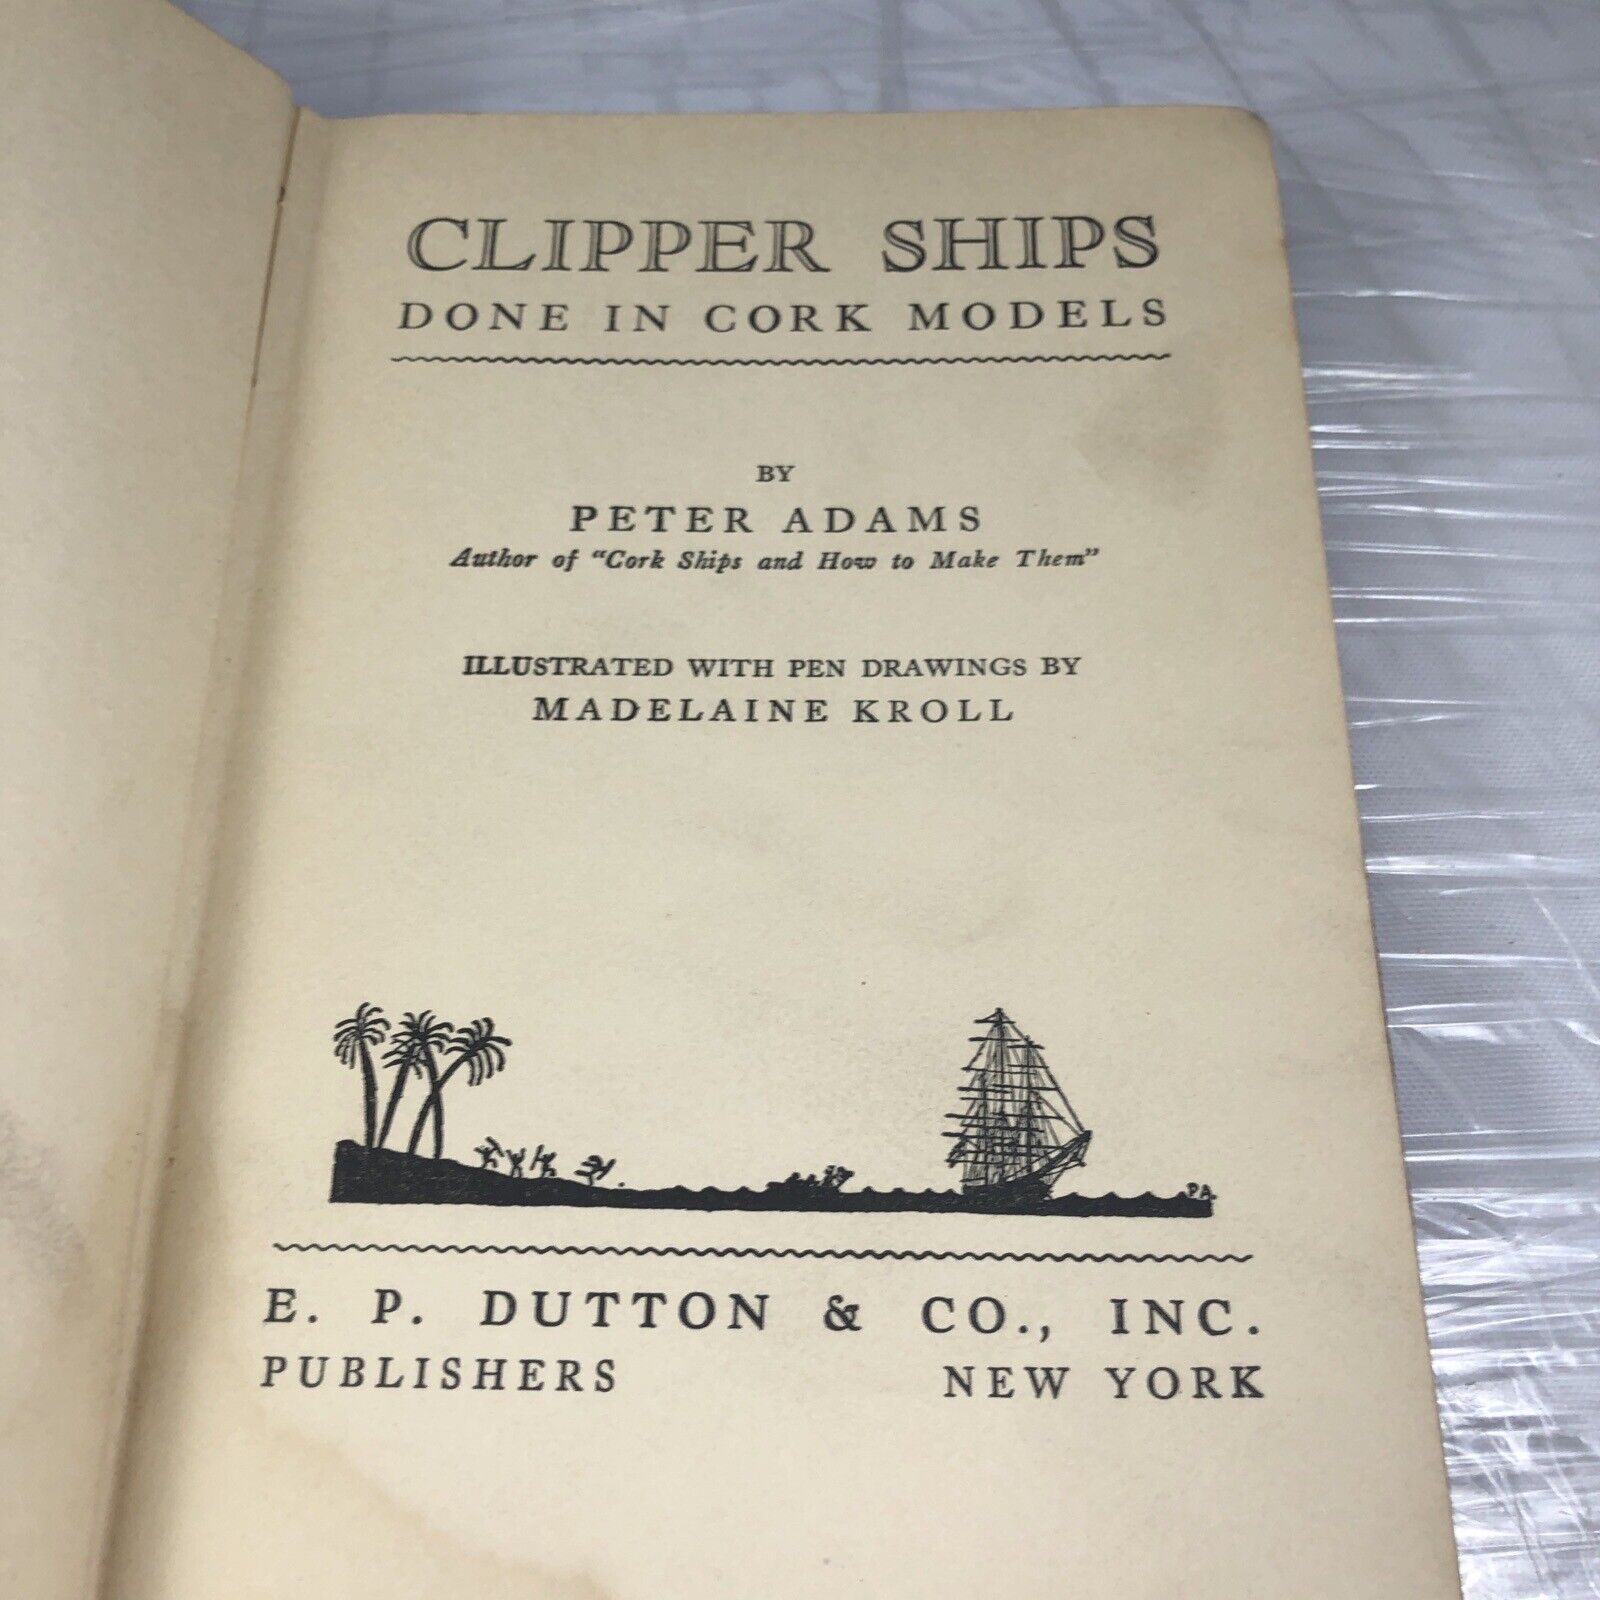 CLIPPER SHIPS
DONE IN CORK MODELS
BY
PETER ADAMS
Author of "Cork Ships and How to Make Them"
ILLUSTRATED WITH PEN DRAWINGS BY
MADELAINE KROLL
P.A.
E. P. DUTTON & CO., INC.
PUBLISHERS NEW YORK